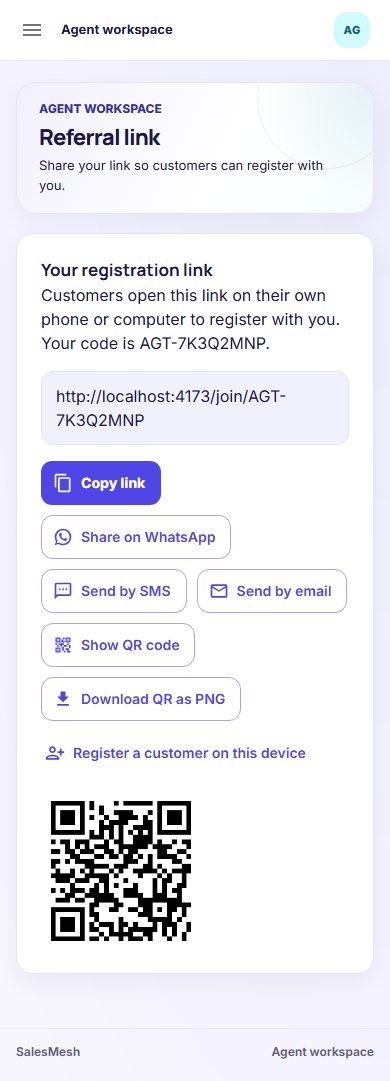 Agent workspace
AG
AGENT WORKSPACE
Referral link
Share your link so customers can register with
you.
Your registration link
Customers open this link on their own
phone or computer to register with you.
Your code is AGT-7K3Q2MNP.
http://localhost:4173/join/AGT-
7K3Q2MNP
Copy link
Share on WhatsApp
Send by SMS
Send by email
Show QR code
Download QR as PNG
Register a customer on this device
SalesMesh
Agent workspace